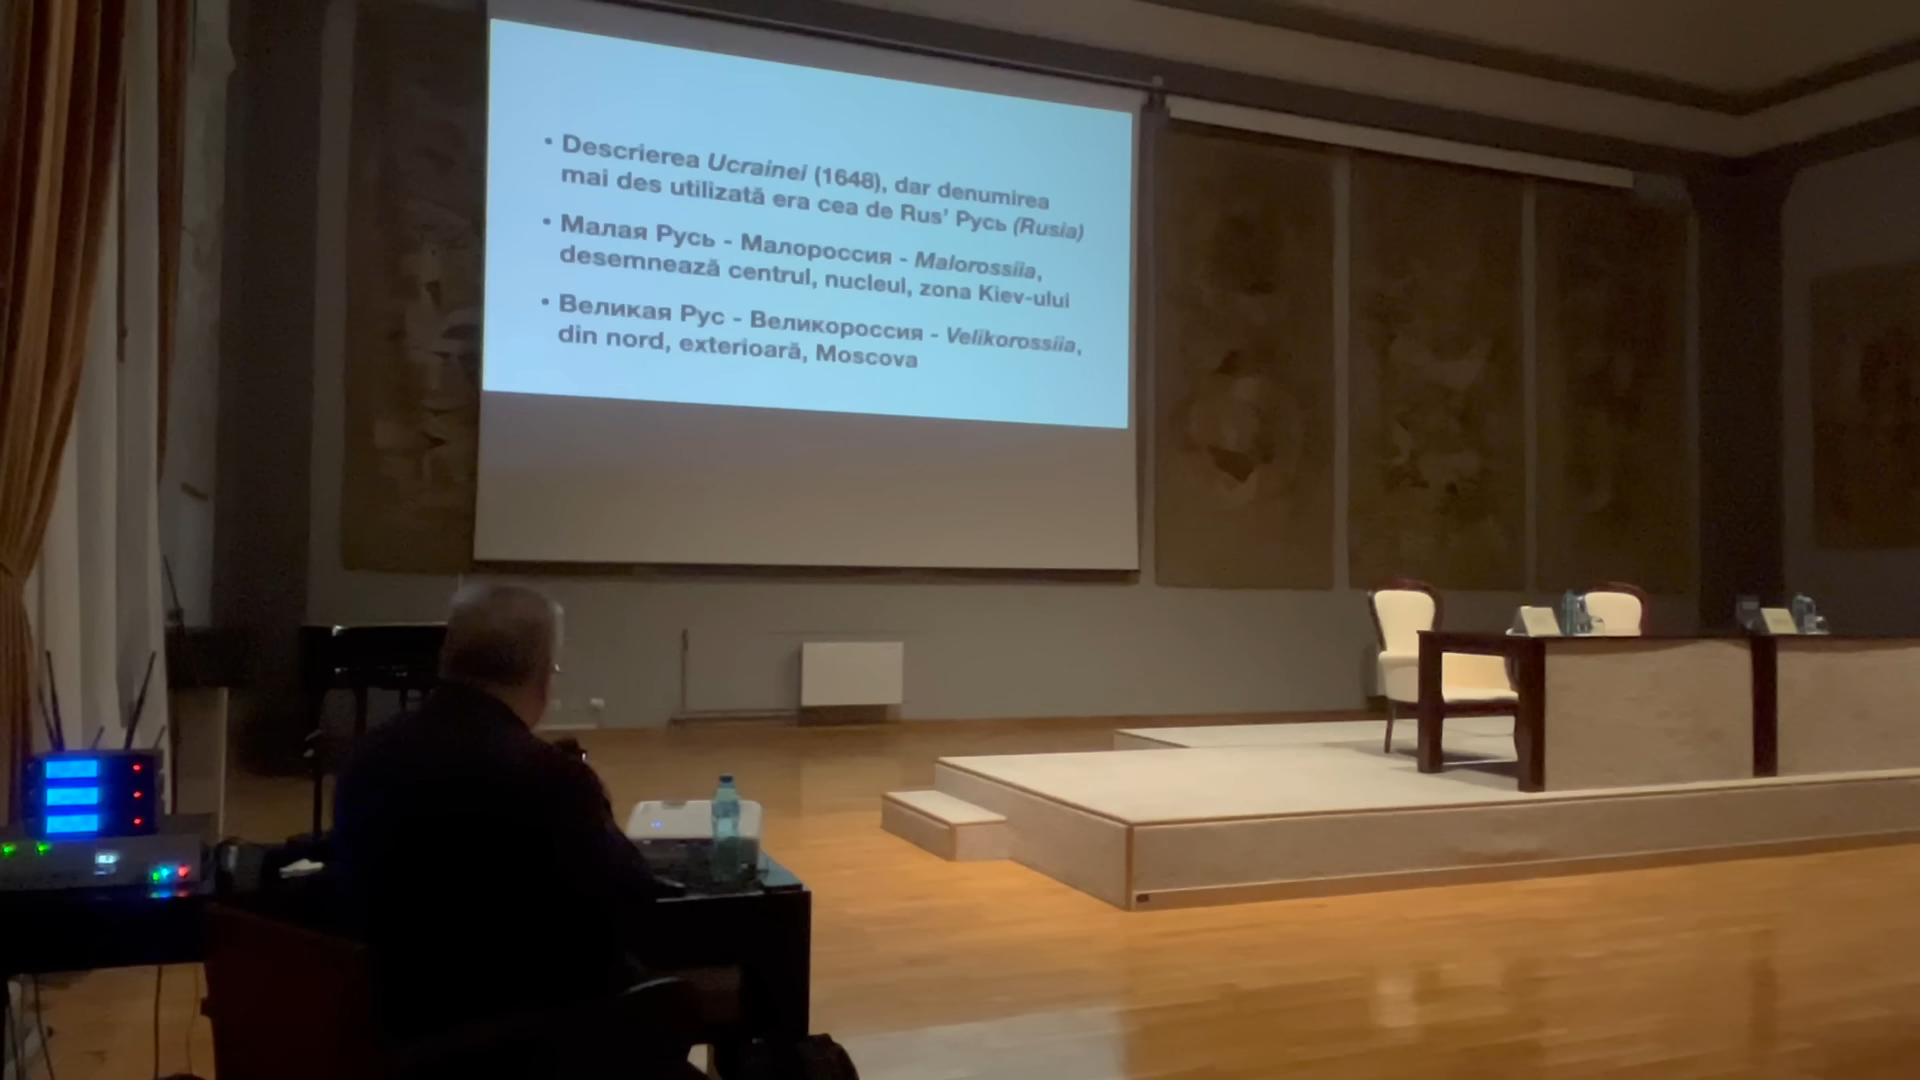 • Descrierea Ucrainei (1648), dar denumirea
mai des utilizată era cea de Rus’ Русь (Rusia)
• Малая Русь - Малороссия - Malorossiia,
desemnează centrul, nucleul, zona Kiev-ului
• Великая Рус - Великороссия - Velikorossiia,
din nord, exterioară, Moscova